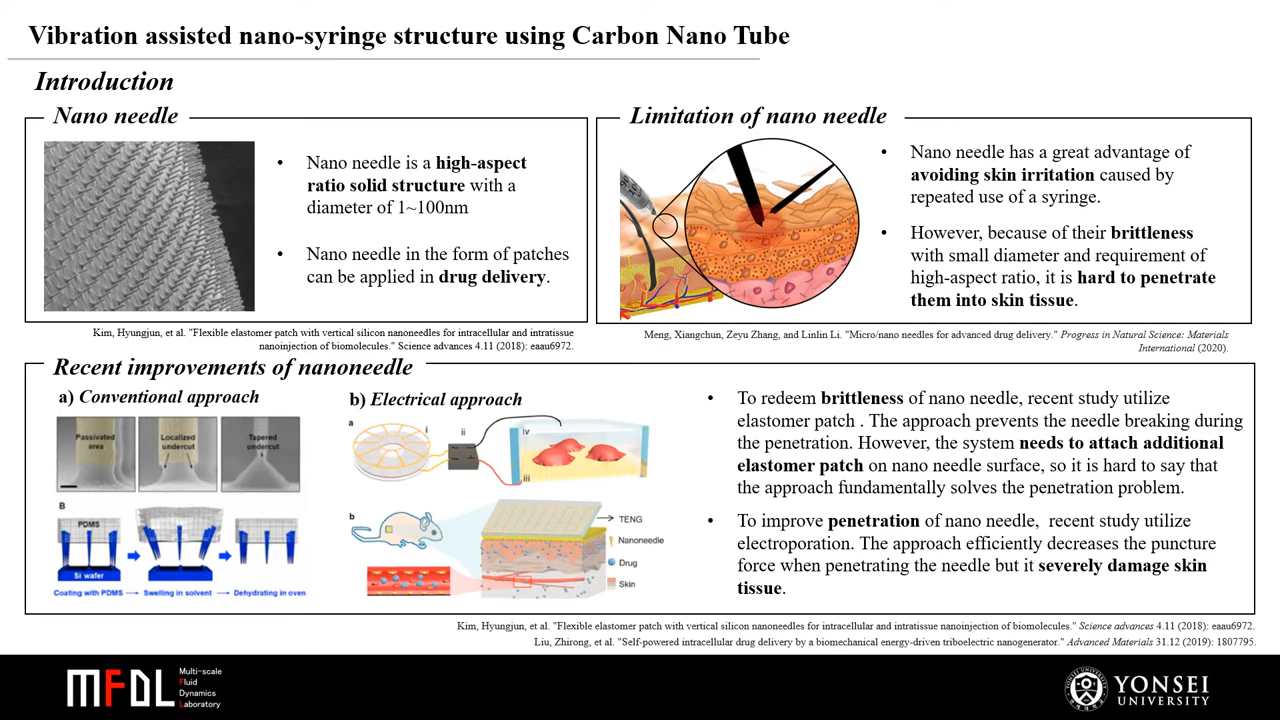 Vibration assisted nano-syringe structure using Carbon Nano Tube
Introduction
Nano needle
• Nano needle is a high-aspect
ratio solid structure with a
diameter of 1~100nm
• Nano needle in the form of patches
can be applied in drug delivery.
Kim, Hyungjun, et al. "Flexible elastomer patch with vertical silicon nanoneedles for intracellular and intratissue
nanoinjection of biomolecules." Science advances 4.11 (2018): eaau6972.
Limitation of nano needle
• Nano needle has a great advantage of
avoiding skin irritation caused by
repeated use of a syringe.
• However, because of their brittleness
with small diameter and requirement of
high-aspect ratio, it is hard to penetrate
them into skin tissue.
Meng, Xiangchun, Zeyu Zhang, and Linlin Li. "Micro/nano needles for advanced drug delivery." Progress in Natural Science: Materials
International (2020).
Recent improvements of nanoneedle
a) Conventional approach
Passivated
area
Localized
undercut
Tapered
undercut
B
PDMS
Si wafer
Coating with PDMS → Swelling in solvent → Dehydrating in oven
b) Electrical approach
a
i
ii
iv
iii
b
TENG
Nanoneedle
Drug
Skin
• To redeem brittleness of nano needle, recent study utilize
elastomer patch . The approach prevents the needle breaking during
the penetration. However, the system needs to attach additional
elastomer patch on nano needle surface, so it is hard to say that
the approach fundamentally solves the penetration problem.
• To improve penetration of nano needle, recent study utilize
electroporation. The approach efficiently decreases the puncture
force when penetrating the needle but it severely damage skin
tissue.
Kim, Hyungjun, et al. "Flexible elastomer patch with vertical silicon nanoneedles for intracellular and intratissue nanoinjection of biomolecules." Science advances 4.11 (2018): eaau6972.
Liu, Zhirong, et al. "Self-powered intracellular drug delivery by a biomechanical energy-driven triboelectric nanogenerator." Advanced Materials 31.12 (2019): 1807795.
MFDL
Multi-scale
Fluid
Dynamics
Laboratory
YONSEI
UNIVERSITY